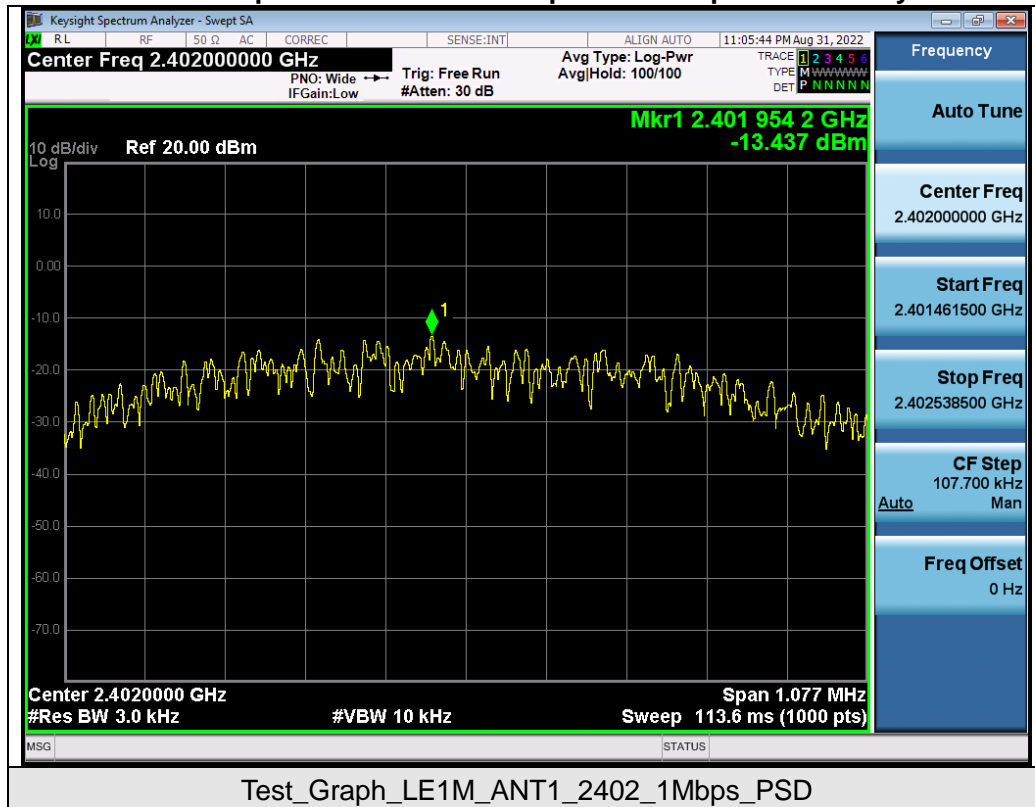 Keysight Spectrum Analyzer - Swept SA
LXI RL RF 50 Ω AC CORREC SENSE:INT ALIGN AUTO 11:05:44 PM Aug 31, 2022
Center Freq 2.402000000 GHz
PNO: Wide
IFGain:Low
Trig: Free Run
#Atten: 30 dB
Avg Type: Log-Pwr
Avg|Hold: 100/100
TRACE 1 2 3 4 5 6
TYPE M WWWWW
DET P N N N N N
Mkr1 2.401 954 2 GHz
-13.437 dBm
10 dB/div Ref 20.00 dBm
Log
10.0
0.00
-10.0
-20.0
-30.0
-40.0
-50.0
-60.0
-70.0
1
Center 2.4020000 GHz Span 1.077 MHz
#Res BW 3.0 kHz #VBW 10 kHz Sweep 113.6 ms (1000 pts)
MSG STATUS
Frequency
Auto Tune
Center Freq
2.402000000 GHz
Start Freq
2.401461500 GHz
Stop Freq
2.402538500 GHz
CF Step
107.700 kHz
Auto Man
Freq Offset
0 Hz
Test_Graph_LE1M_ANT1_2402_1Mbps_PSD